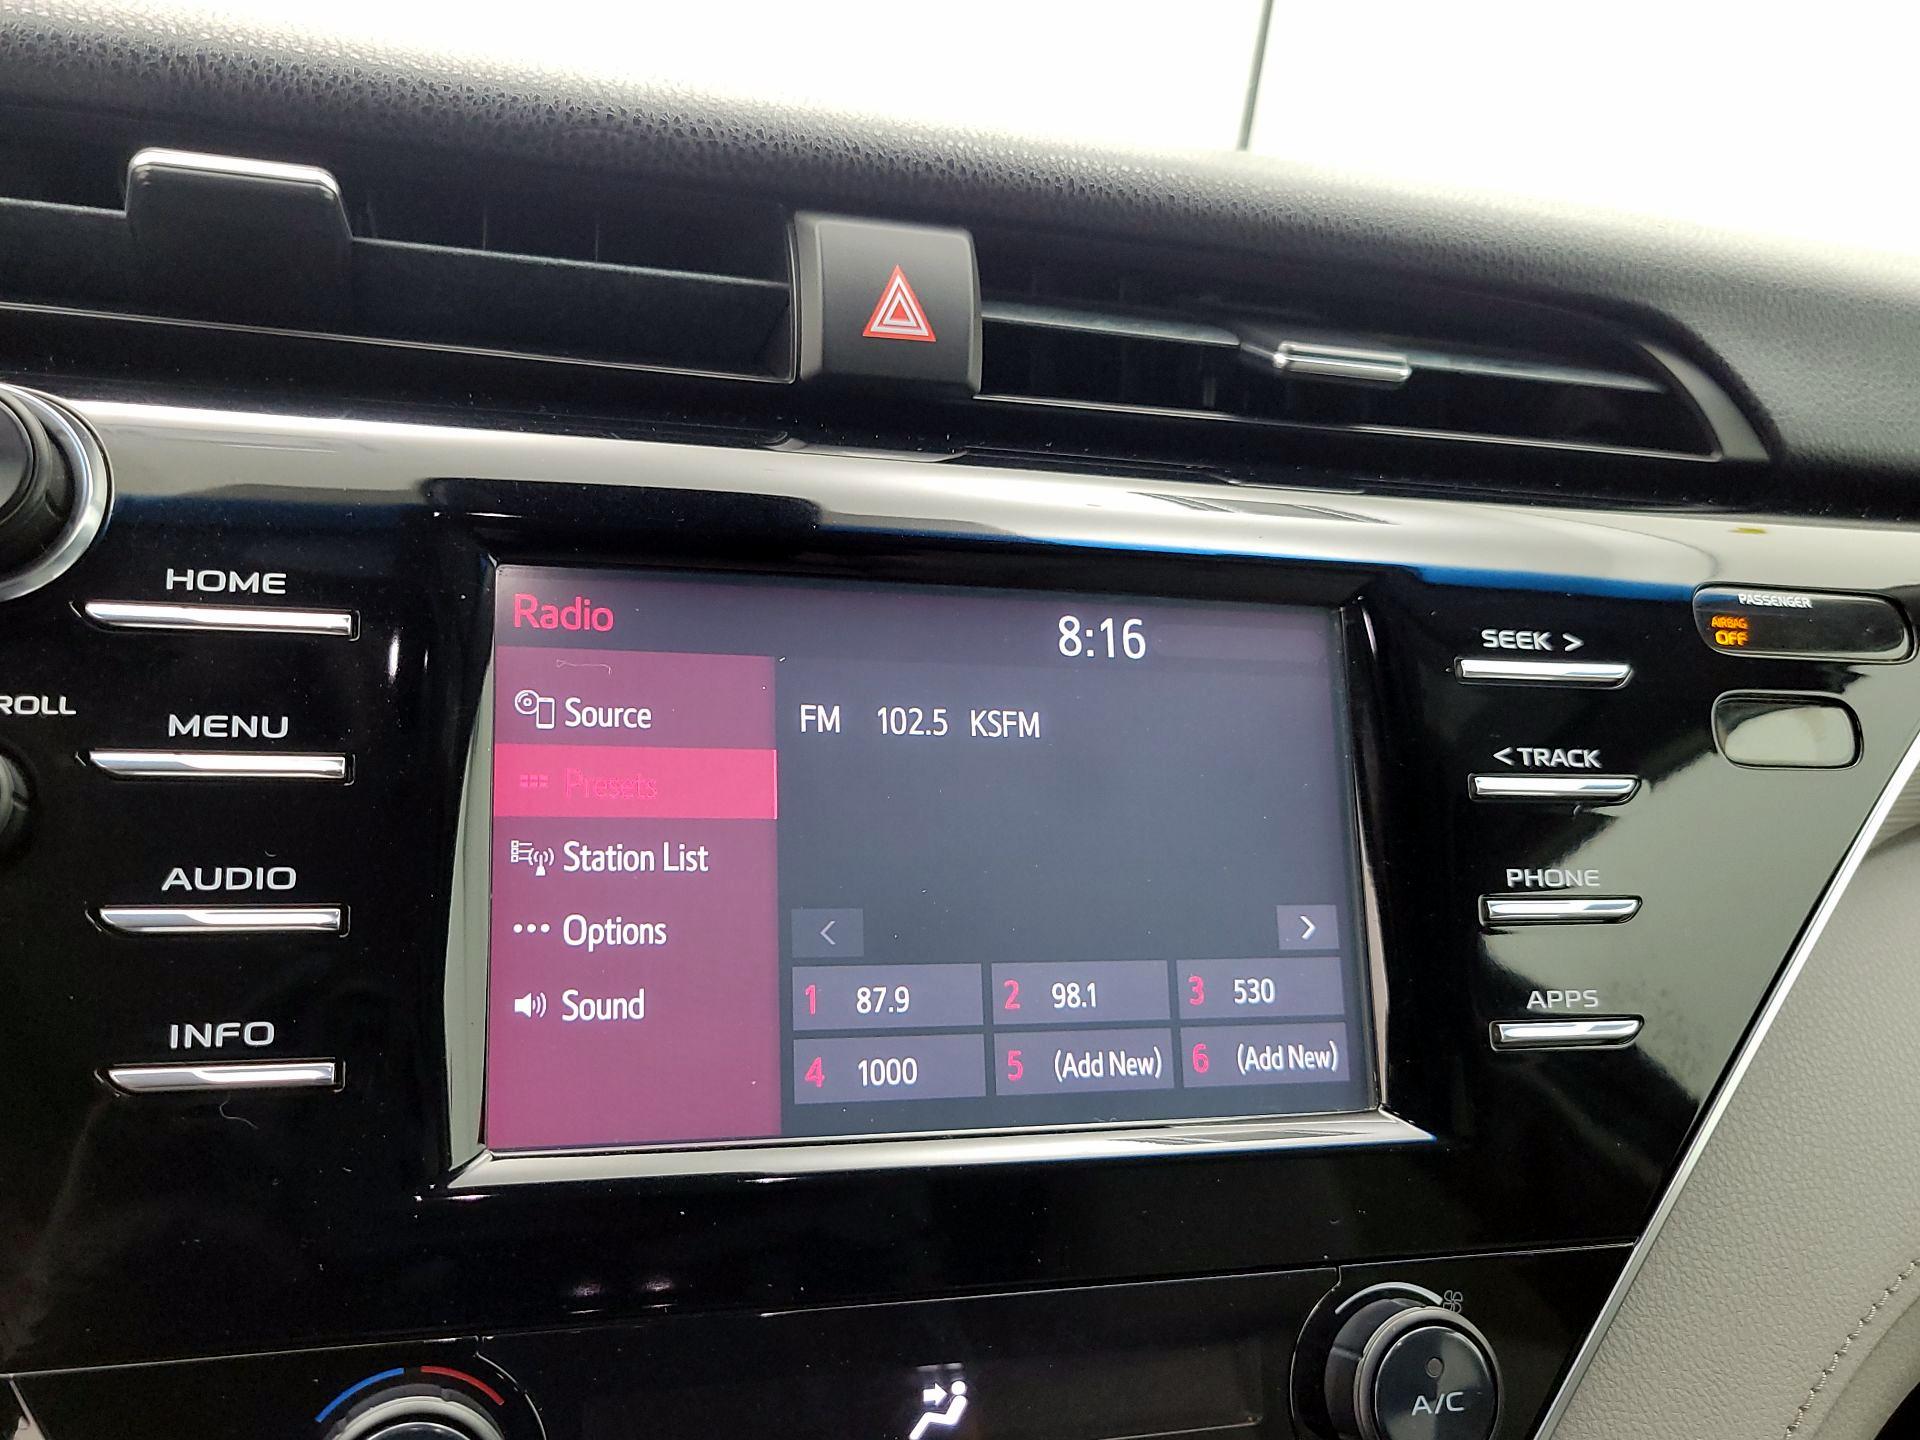 HOME
ROLL
MENU
AUDIO
INFO
Radio
8:16
Source
Presets
Station List
Options
Sound
FM 102.5 KSFM
<
>
1 87.9
2 98.1
3 530
4 1000
5 (Add New)
6 (Add New)
SEEK >
< TRACK
PHONE
APPS
PASSENGER
AIRBAG
OFF
A/C